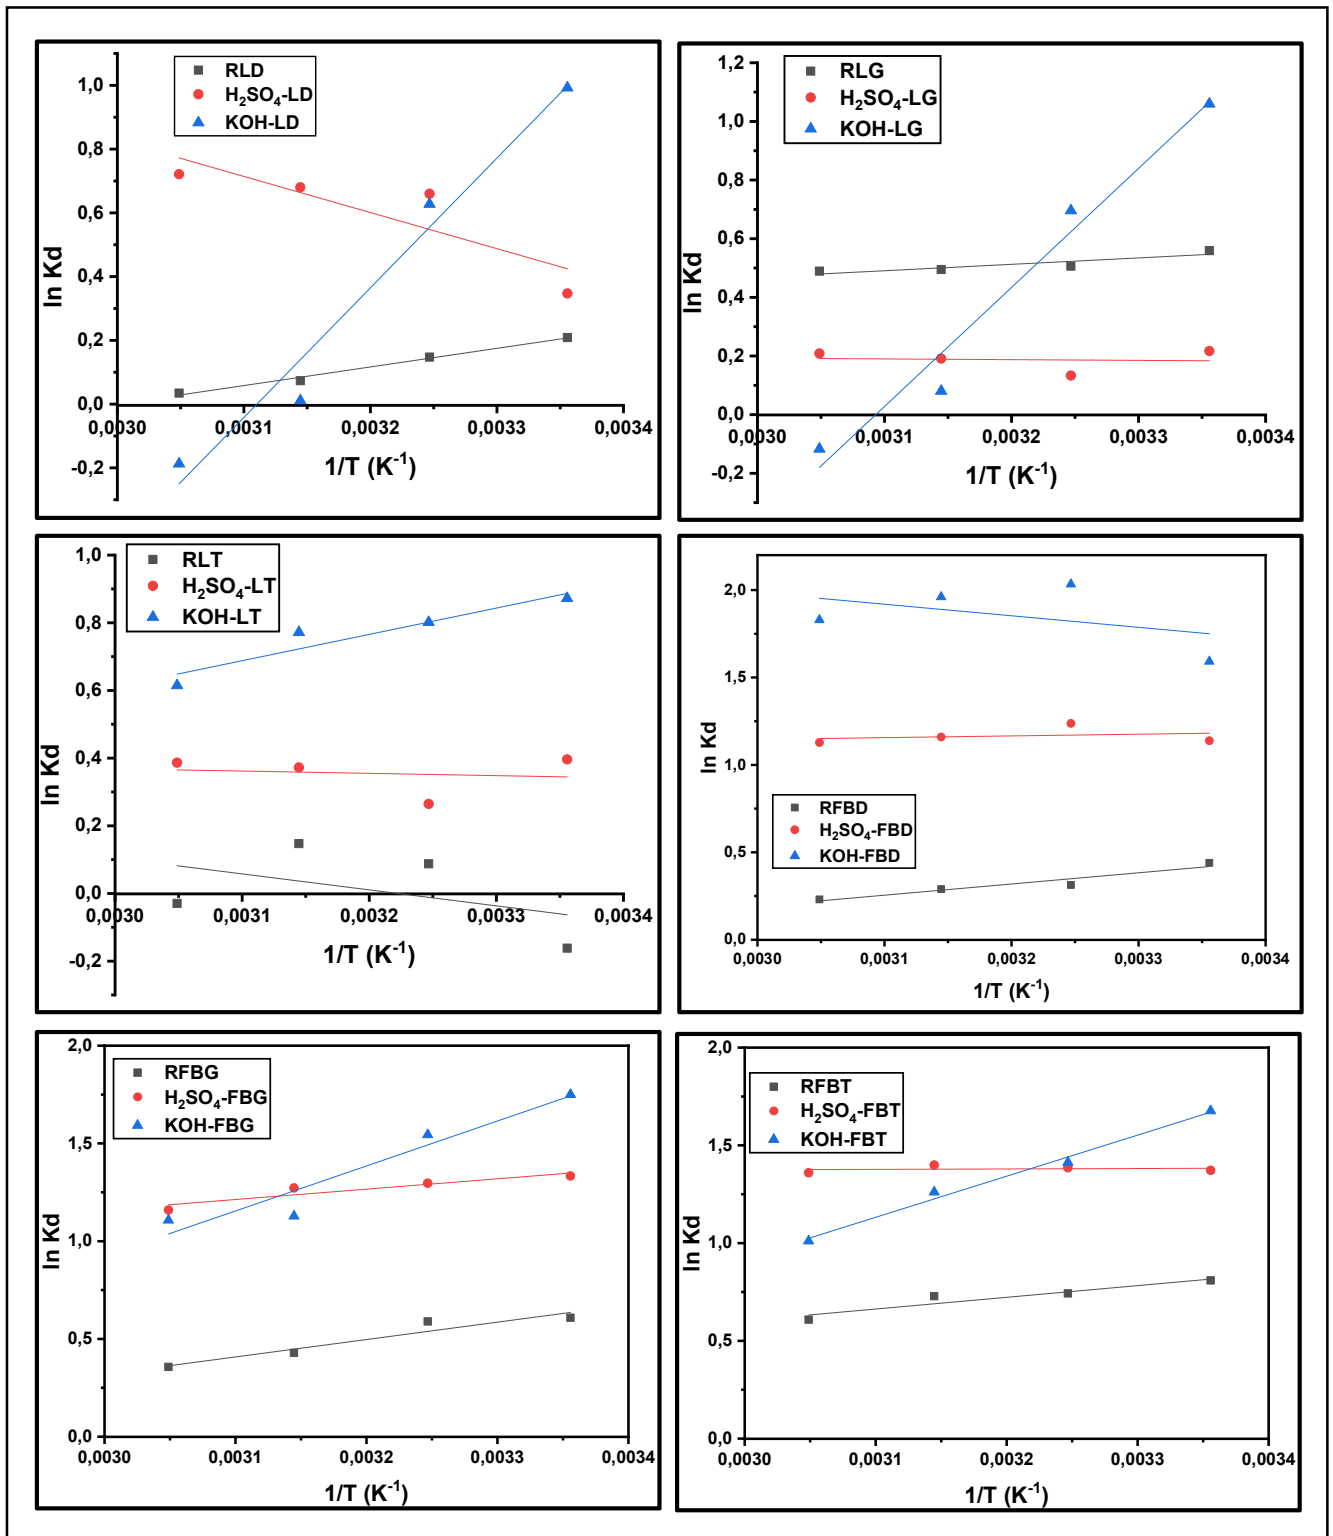 RLD
H₂SO₄-LD
KOH-LD
1,0
0,8
0,6
0,4
0,2
0,0
-0,2
0,0030 0,0031 0,0032 0,0033 0,0034
ln Kd
1/T (K⁻¹)
RLG
H₂SO₄-LG
KOH-LG
1,2
1,0
0,8
0,6
0,4
0,2
0,0
-0,2
0,0030 0,0031 0,0032 0,0033 0,0034
ln Kd
1/T (K⁻¹)
RLT
H₂SO₄-LT
KOH-LT
1,0
0,8
0,6
0,4
0,2
0,0
-0,2
0,0030 0,0031 0,0032 0,0033 0,0034
ln Kd
1/T (K⁻¹)
2,0
1,5
1,0
0,5
0,0
ln Kd
RFBD
H₂SO₄-FBD
KOH-FBD
0,0030 0,0031 0,0032 0,0033 0,0034
1/T (K⁻¹)
RFBG
H₂SO₄-FBG
KOH-FBG
2,0
1,5
1,0
0,5
0,0
ln Kd
0,0030 0,0031 0,0032 0,0033 0,0034
1/T (K⁻¹)
RFBT
H₂SO₄-FBT
KOH-FBT
2,0
1,5
1,0
0,5
0,0
ln Kd
0,0030 0,0031 0,0032 0,0033 0,0034
1/T (K⁻¹)